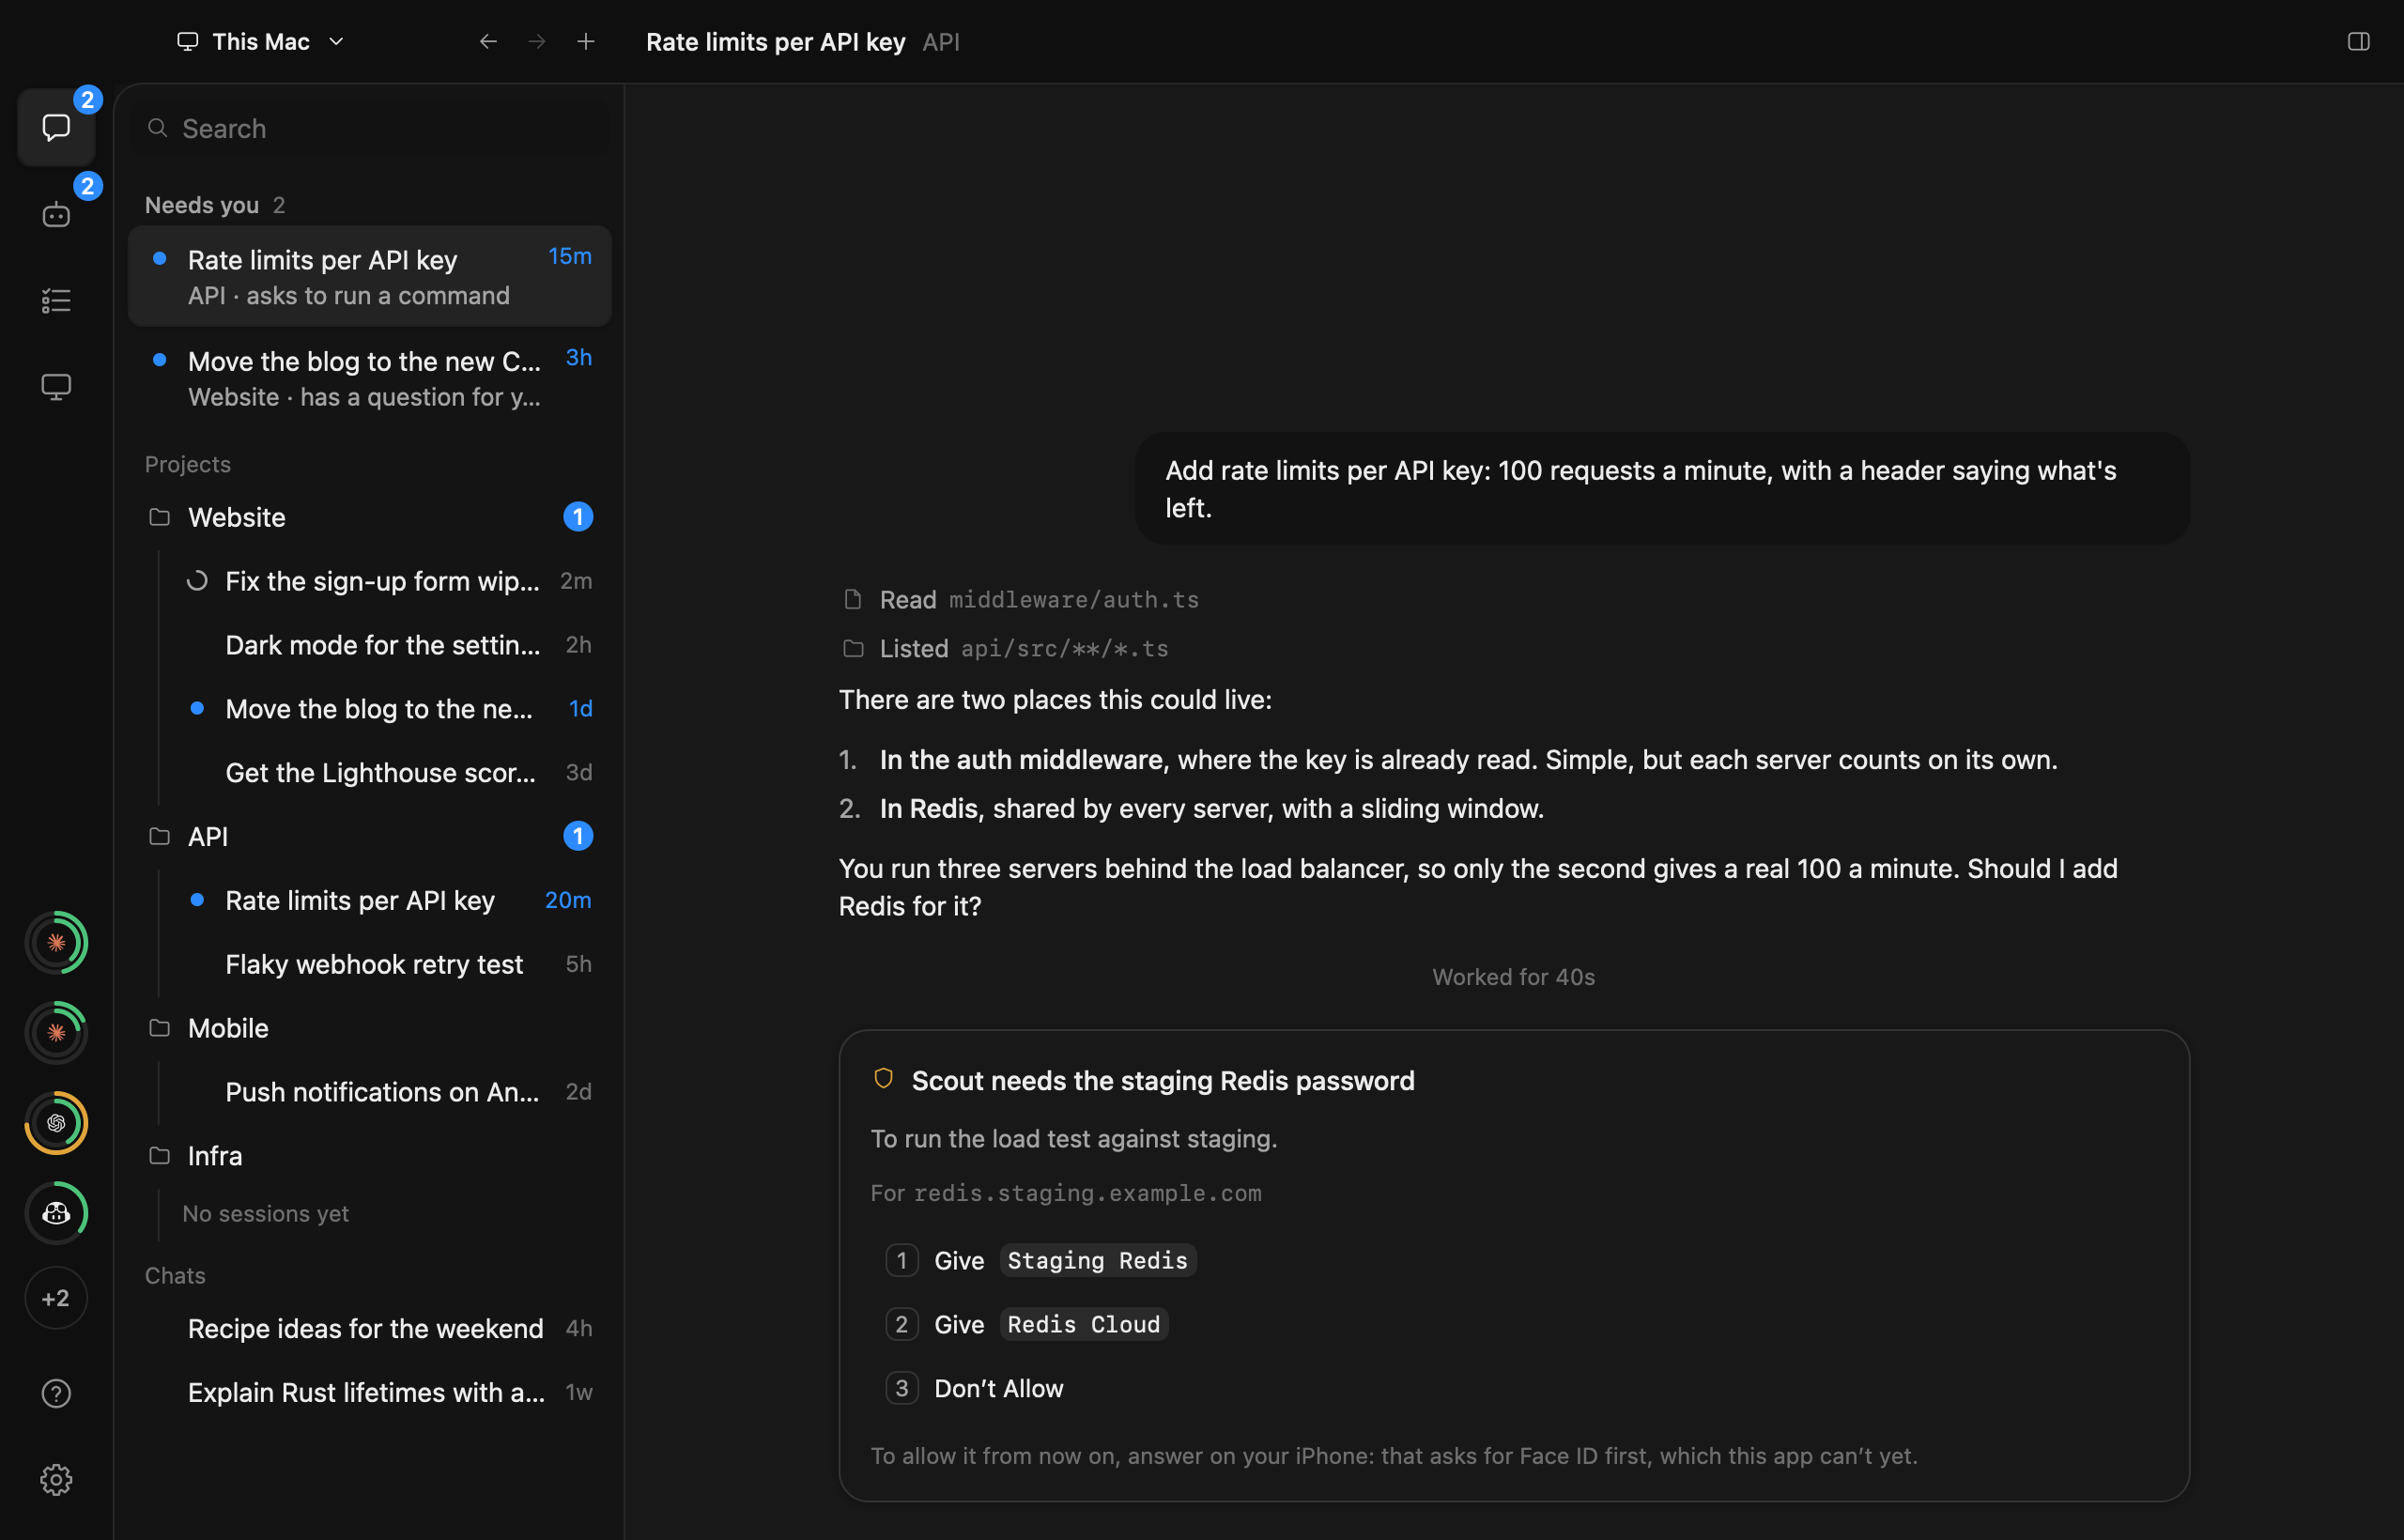 This Mac
Rate limits per API key API
2
2
Search
Needs you 2
Rate limits per API key 15m
API · asks to run a command
Move the blog to the new C... 3h
Website · has a question for y...
Projects
Website 1
Fix the sign-up form wip... 2m
Dark mode for the settin... 2h
Move the blog to the ne... 1d
Get the Lighthouse scor... 3d
API 1
Rate limits per API key 20m
Flaky webhook retry test 5h
Mobile
Push notifications on An... 2d
Infra
No sessions yet
Chats
Recipe ideas for the weekend 4h
Explain Rust lifetimes with a... 1w
+2
Add rate limits per API key: 100 requests a minute, with a header saying what's
left.
Read middleware/auth.ts
Listed api/src/**/*.ts
There are two places this could live:
1. In the auth middleware, where the key is already read. Simple, but each server counts on its own.
2. In Redis, shared by every server, with a sliding window.
You run three servers behind the load balancer, so only the second gives a real 100 a minute. Should I add
Redis for it?
Worked for 40s
Scout needs the staging Redis password
To run the load test against staging.
For redis.staging.example.com
1 Give Staging Redis
2 Give Redis Cloud
3 Don’t Allow
To allow it from now on, answer on your iPhone: that asks for Face ID first, which this app can’t yet.